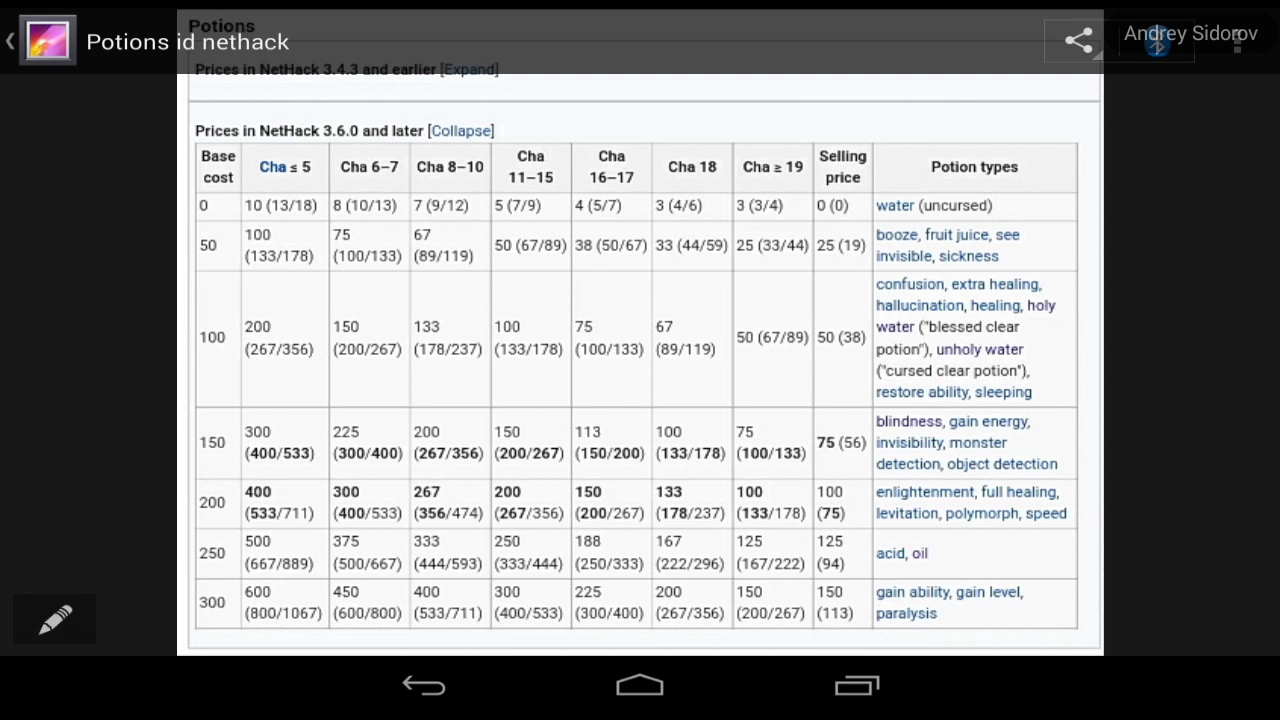 Potions
Potions id nethack
Andrey Sidorov
Prices in NetHack 3.4.3 and earlier [Expand]
Prices in NetHack 3.6.0 and later [Collapse]
Base cost Cha ≤ 5 Cha 6–7 Cha 8–10 Cha 11–15 Cha 16–17 Cha 18 Cha ≥ 19 Selling price Potion types
0 10 (13/18) 8 (10/13) 7 (9/12) 5 (7/9) 4 (5/7) 3 (4/6) 3 (3/4) 0 (0) water (uncursed)
50 100 (133/178) 75 (100/133) 67 (89/119) 50 (67/89) 38 (50/67) 33 (44/59) 25 (33/44) 25 (19) booze, fruit juice, see invisible, sickness
100 200 (267/356) 150 (200/267) 133 (178/237) 100 (133/178) 75 (100/133) 67 (89/119) 50 (67/89) 50 (38) confusion, extra healing, hallucination, healing, holy water ("blessed clear potion"), unholy water ("cursed clear potion"), restore ability, sleeping
150 300 (400/533) 225 (300/400) 200 (267/356) 150 (200/267) 113 (150/200) 100 (133/178) 75 (100/133) 75 (56) blindness, gain energy, invisibility, monster detection, object detection
200 400 (533/711) 300 (400/533) 267 (356/474) 200 (267/356) 150 (200/267) 133 (178/237) 100 (133/178) 100 (75) enlightenment, full healing, levitation, polymorph, speed
250 500 (667/889) 375 (500/667) 333 (444/593) 250 (333/444) 188 (250/333) 167 (222/296) 125 (167/222) 125 (94) acid, oil
300 600 (800/1067) 450 (600/800) 400 (533/711) 300 (400/533) 225 (300/400) 200 (267/356) 150 (200/267) 150 (113) gain ability, gain level, paralysis